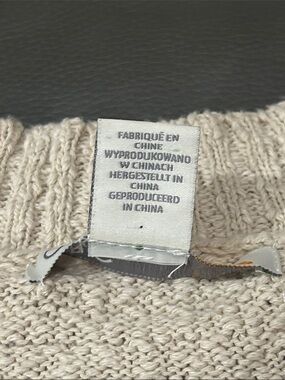 FABRIQUÉ EN
CHINE
WYPRODUKOWANO
W CHINACH
HERGESTELLT IN
CHINA
GEPRODUCEERD
IN CHINA